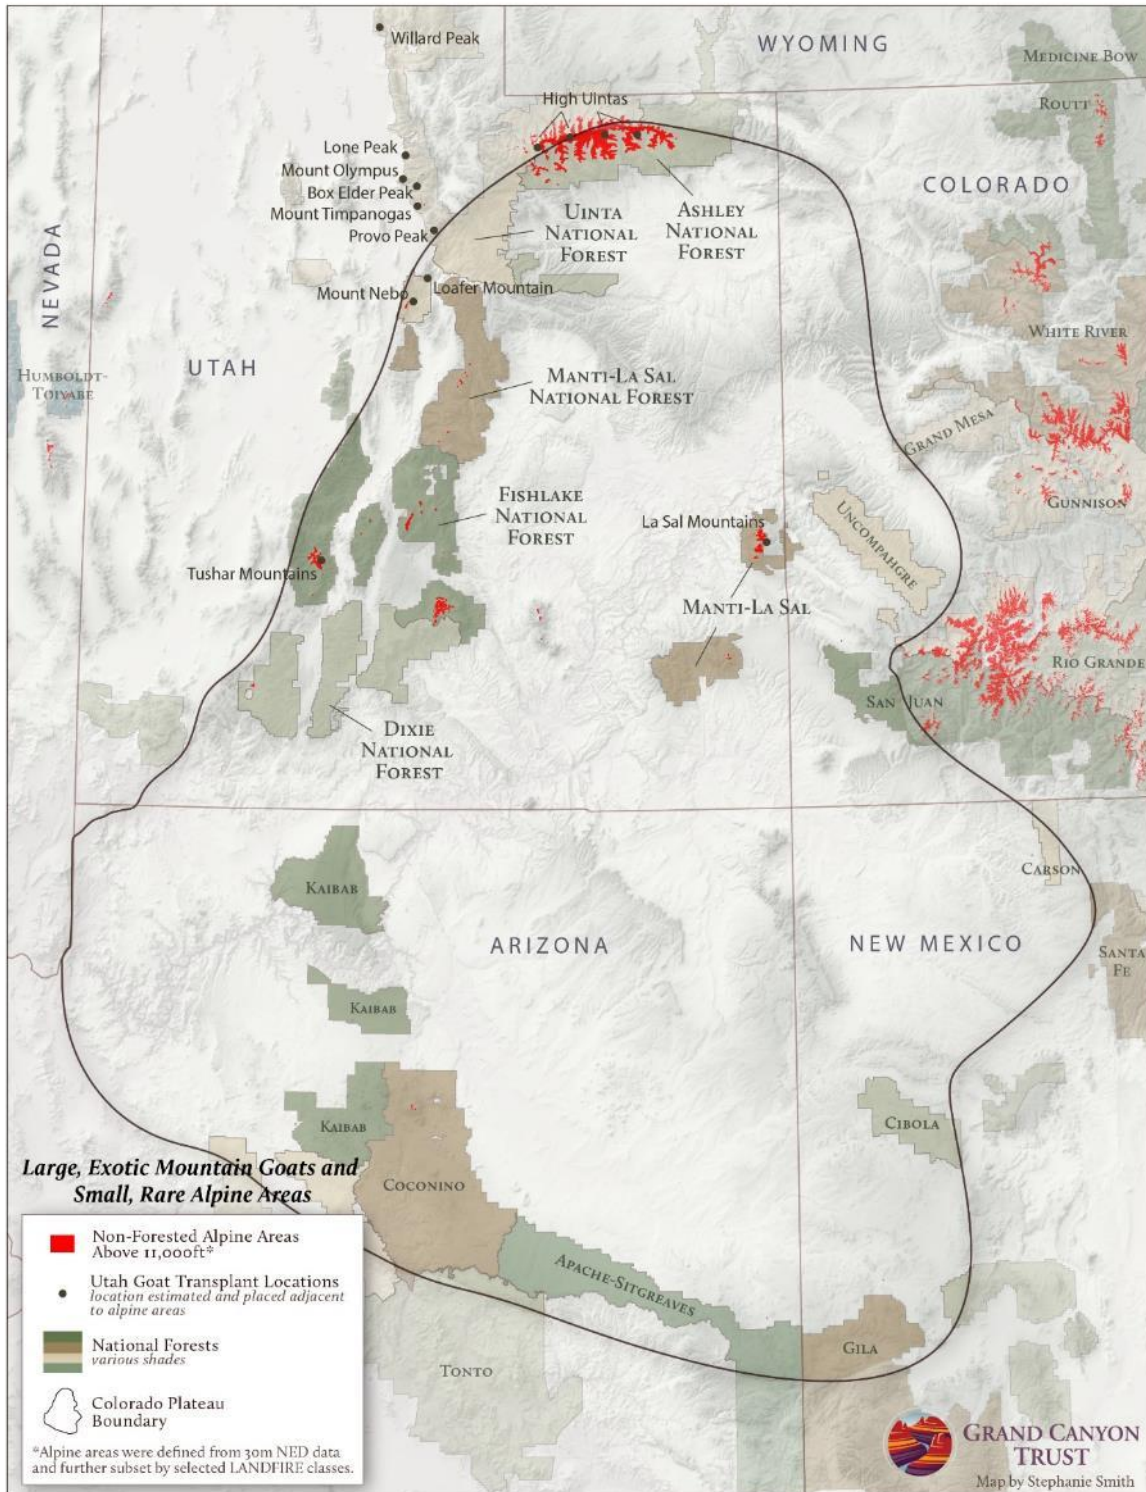 Willard Peak
WYOMING
MEDICINE BOW
High Uintas
ROUTT
Lone Peak
Mount Olympus
COLORADO
Box Elder Peak
Mount Timpanogas
UINTA
NATIONAL
FOREST
ASHLEY
NATIONAL
FOREST
Provo Peak
NEVADA
Loafer Mountain
Mount Nebo
WHITE RIVER
UTAH
HUMBOLDT-
TOIYABE
MANTI-LA SAL
NATIONAL FOREST
GRAND MESA
GUNNISON
FISHLAKE
NATIONAL
FOREST
La Sal Mountains
UNCOMPAHGRE
Tushar Mountains
MANTI-LA SAL
RIO GRANDE
SAN JUAN
DIXIE
NATIONAL
FOREST
CARSON
KAIBAB
ARIZONA
NEW MEXICO
SANTA
FE
KAIBAB
KAIBAB
CIBOLA
Large, Exotic Mountain Goats and
Small, Rare Alpine Areas
COCONINO
Non-Forested Alpine Areas
Above 11,000ft*
Utah Goat Transplant Locations
location estimated and placed adjacent
to alpine areas
National Forests
various shades
Colorado Plateau
Boundary
*Alpine areas were defined from 30m NED data
and further subset by selected LANDFIRE classes.
APACHE-SITGREAVES
TONTO
GILA
GRAND CANYON
TRUST
Map by Stephanie Smith